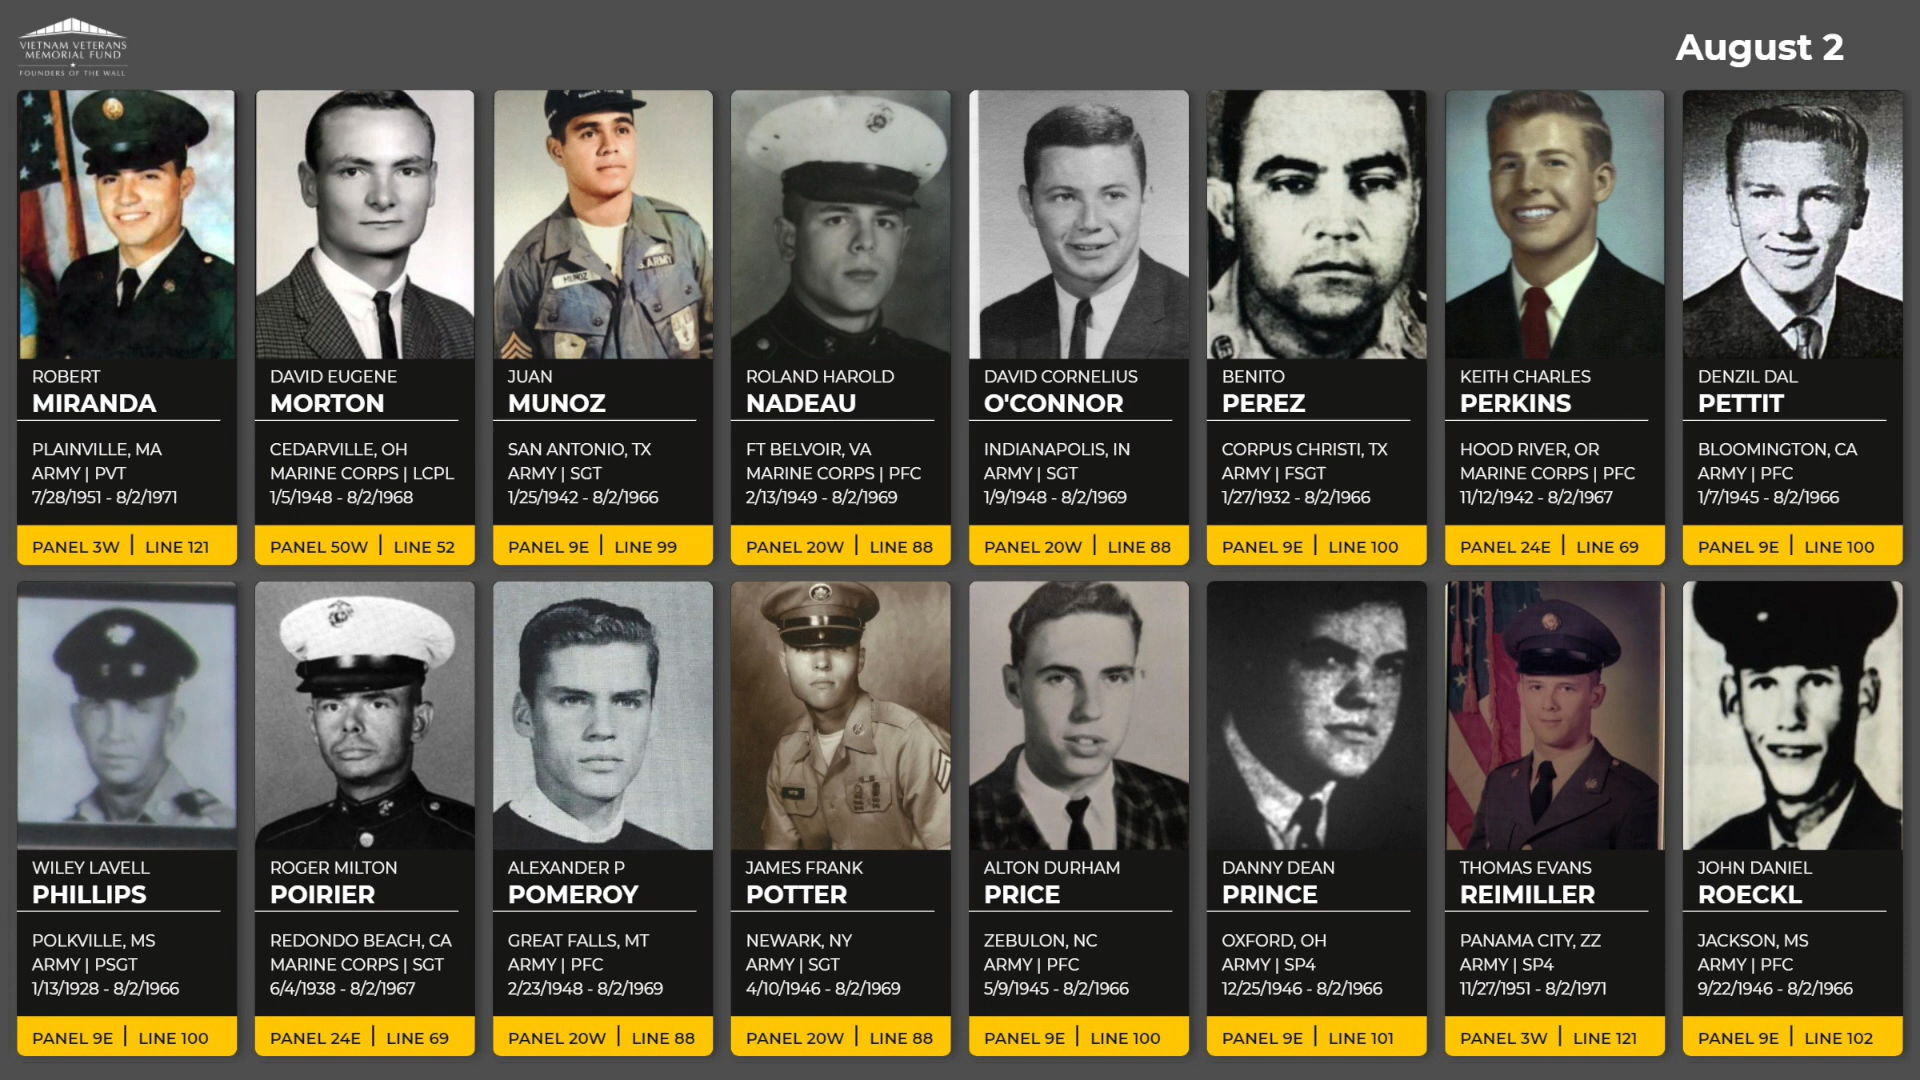 VIETNAM VETERANS
MEMORIAL FUND
FOUNDERS OF THE WALL
August 2
ROBERT
MIRANDA
PLAINVILLE, MA
ARMY | PVT
7/28/1951 - 8/2/1971
PANEL 3W | LINE 121
DAVID EUGENE
MORTON
CEDARVILLE, OH
MARINE CORPS | LCPL
1/5/1948 - 8/2/1968
PANEL 50W | LINE 52
MUNOZ
U.S. ARMY
JUAN
MUNOZ
SAN ANTONIO, TX
ARMY | SGT
1/25/1942 - 8/2/1966
PANEL 9E | LINE 99
ROLAND HAROLD
NADEAU
FT BELVOIR, VA
MARINE CORPS | PFC
2/13/1949 - 8/2/1969
PANEL 20W | LINE 88
DAVID CORNELIUS
O'CONNOR
INDIANAPOLIS, IN
ARMY | SGT
1/9/1948 - 8/2/1969
PANEL 20W | LINE 88
BENITO
PEREZ
CORPUS CHRISTI, TX
ARMY | FSGT
1/27/1932 - 8/2/1966
PANEL 9E | LINE 100
KEITH CHARLES
PERKINS
HOOD RIVER, OR
MARINE CORPS | PFC
11/12/1942 - 8/2/1967
PANEL 24E | LINE 69
DENZIL DAL
PETTIT
BLOOMINGTON, CA
ARMY | PFC
1/7/1945 - 8/2/1966
PANEL 9E | LINE 100
WILEY LAVELL
PHILLIPS
POLKVILLE, MS
ARMY | PSGT
1/13/1928 - 8/2/1966
PANEL 9E | LINE 100
ROGER MILTON
POIRIER
REDONDO BEACH, CA
MARINE CORPS | SGT
6/4/1938 - 8/2/1967
PANEL 24E | LINE 69
ALEXANDER P
POMEROY
GREAT FALLS, MT
ARMY | PFC
2/23/1948 - 8/2/1969
PANEL 20W | LINE 88
JAMES FRANK
POTTER
NEWARK, NY
ARMY | SGT
4/10/1946 - 8/2/1969
PANEL 20W | LINE 88
ALTON DURHAM
PRICE
ZEBULON, NC
ARMY | PFC
5/9/1945 - 8/2/1966
PANEL 9E | LINE 100
DANNY DEAN
PRINCE
OXFORD, OH
ARMY | SP4
12/25/1946 - 8/2/1966
PANEL 9E | LINE 101
THOMAS EVANS
REIMILLER
PANAMA CITY, ZZ
ARMY | SP4
11/27/1951 - 8/2/1971
PANEL 3W | LINE 121
JOHN DANIEL
ROECKL
JACKSON, MS
ARMY | PFC
9/22/1946 - 8/2/1966
PANEL 9E | LINE 102